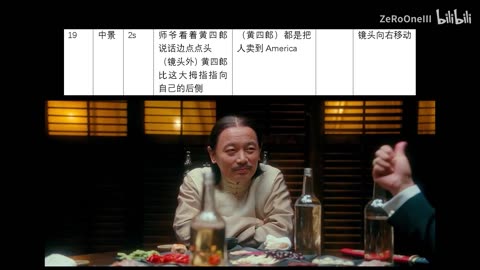 ZeRoOneIII bilibili
19 中景 2s 师爷看着黄四郎 （黄四郎）都是把 镜头向右移动
说话边点点头 人卖到 America
（镜头外）黄四郎
比这大拇指指向
自己的后侧